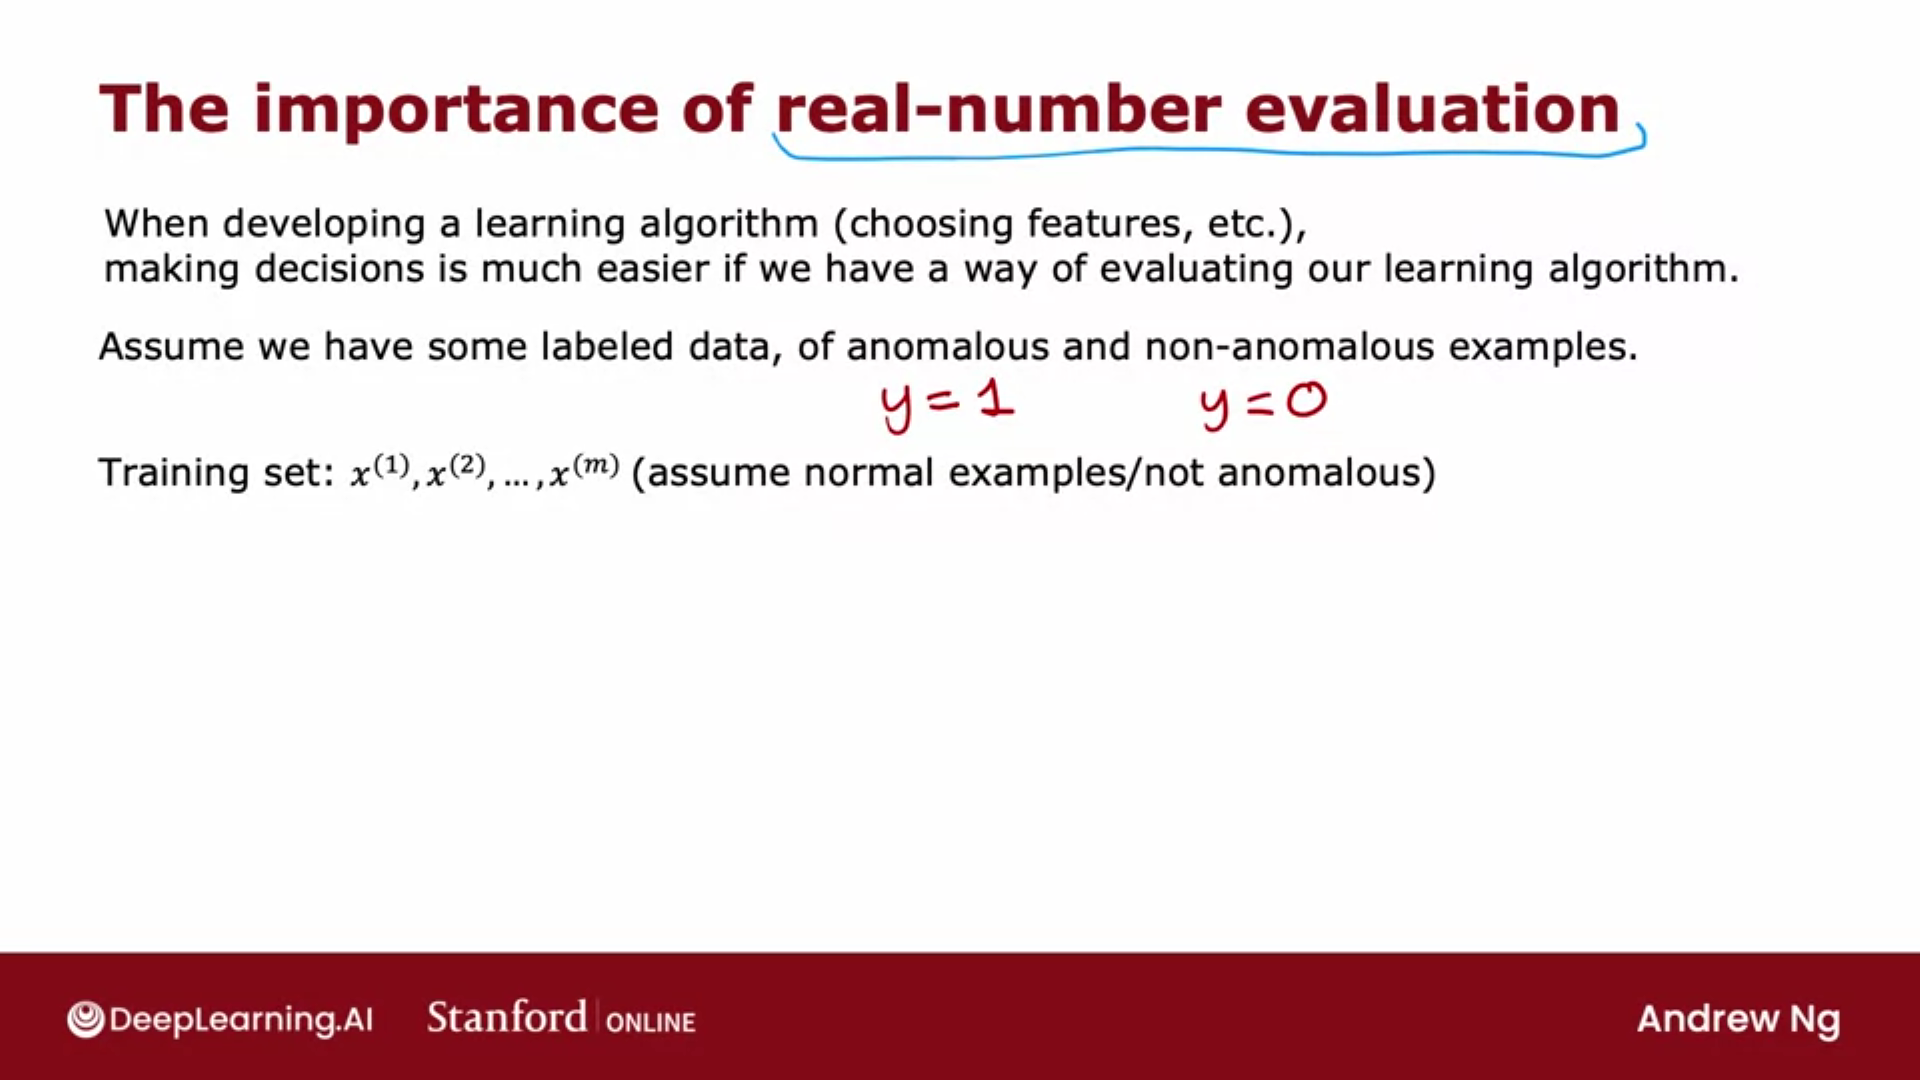 The importance of real-number evaluation
When developing a learning algorithm (choosing features, etc.),
making decisions is much easier if we have a way of evaluating our learning algorithm.
Assume we have some labeled data, of anomalous and non-anomalous examples.
y = 1 y = 0
Training set: x⁽¹⁾, x⁽²⁾, ..., x⁽ᵐ⁾ (assume normal examples/not anomalous)
DeepLearning.AI Stanford ONLINE Andrew Ng